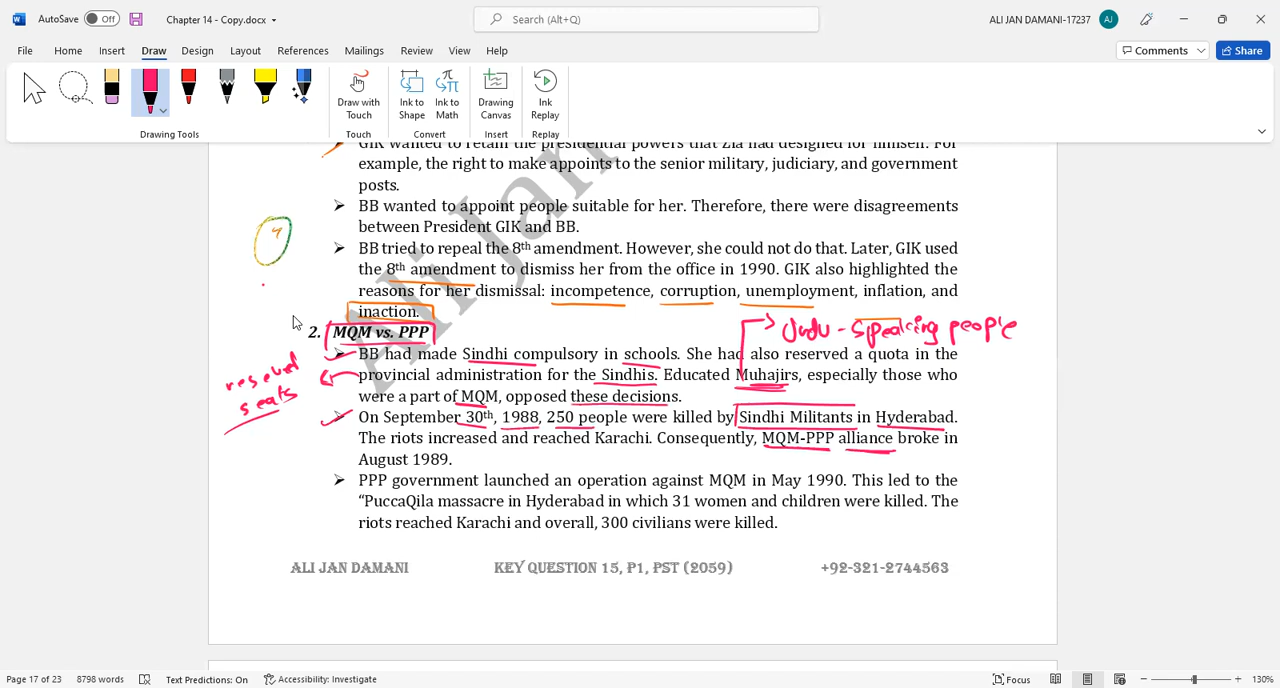 AutoSave Off Chapter 14 - Copy.docx Search (Alt+Q) ALI JAN DAMANI-17237 AJ
File Home Insert Draw Design Layout References Mailings Review View Help Comments Share
Draw with Touch Ink to Shape Ink to Math Drawing Canvas Ink Replay
Drawing Tools Touch Convert Insert Replay
GIK wanted to retain the presidential powers that Zia had designed for himself. For
example, the right to make appoints to the senior military, judiciary, and government
posts.
➢ BB wanted to appoint people suitable for her. Therefore, there were disagreements
between President GIK and BB.
➢ BB tried to repeal the 8th amendment. However, she could not do that. Later, GIK used
the 8th amendment to dismiss her from the office in 1990. GIK also highlighted the
reasons for her dismissal: incompetence, corruption, unemployment, inflation, and
inaction.
2. MQM vs. PPP
Urdu - Speaking people
➢ BB had made Sindhi compulsory in schools. She had also reserved a quota in the
provincial administration for the Sindhis. Educated Muhajirs, especially those who
were a part of MQM, opposed these decisions.
reserved
seats
➢ On September 30th, 1988, 250 people were killed by Sindhi Militants in Hyderabad.
The riots increased and reached Karachi. Consequently, MQM-PPP alliance broke in
August 1989.
➢ PPP government launched an operation against MQM in May 1990. This led to the
“PuccaQila massacre in Hyderabad in which 31 women and children were killed. The
riots reached Karachi and overall, 300 civilians were killed.
Ali Jan
ALI JAN DAMANI KEY QUESTION 15, P1, PST (2059) +92-321-2744563
Page 17 of 23 8798 words Text Predictions: On Accessibility: Investigate Focus 130%